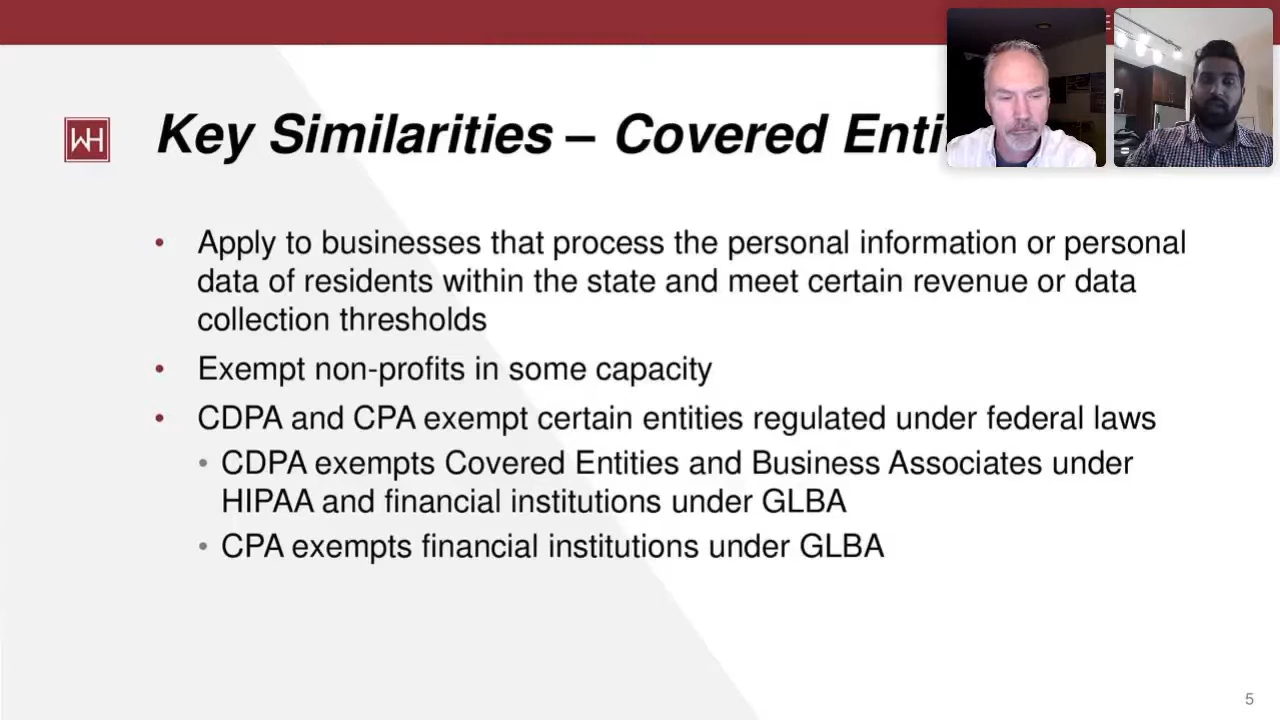 WH
Key Similarities – Covered
Apply to businesses that process the personal information or personal
data of residents within the state and meet certain revenue or data
collection thresholds
Exempt non-profits in some capacity
CDPA and CPA exempt certain entities regulated under federal laws
CDPA exempts Covered Entities and Business Associates under
HIPAA and financial institutions under GLBA
CPA exempts financial institutions under GLBA
5